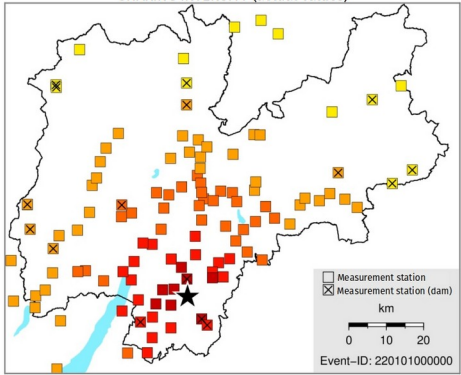 Measurement station
Measurement station (dam)
km
0 10 20
Event-ID: 220101000000